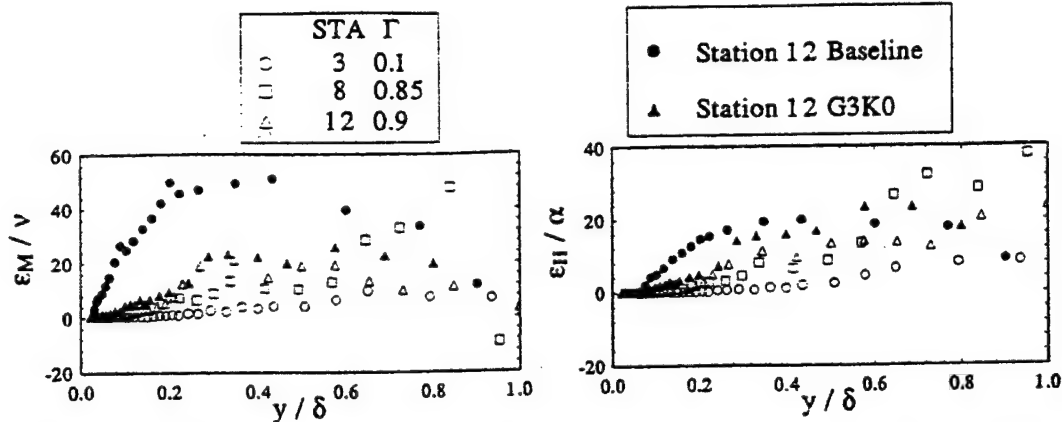 STA Γ
3 0.1
8 0.85
12 0.9
Station 12 Baseline
Station 12 G3K0
60
40
20
0
-20
ε_M / ν
0.0 0.2 0.4 0.6 0.8 1.0
y / δ
40
20
0
-20
ε_H / α
0.0 0.2 0.4 0.6 0.8 1.0
y / δ